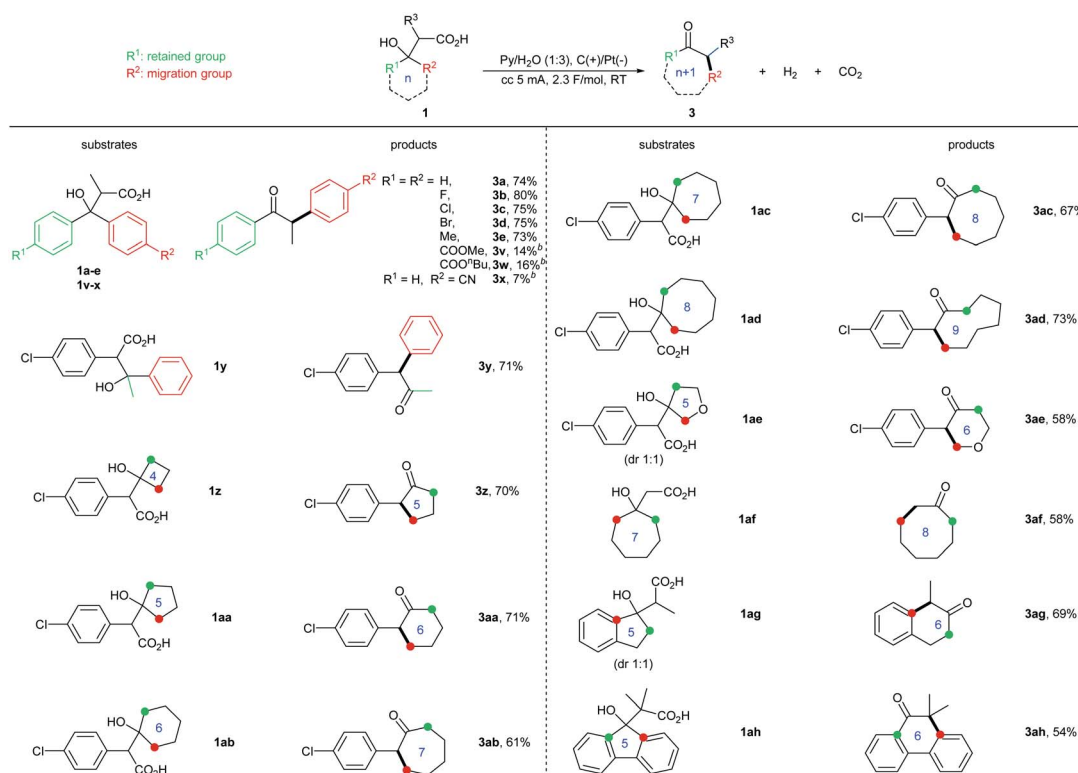 R¹: retained group
R²: migration group
R³
HO
CO₂H
R¹
n
R²
1
Py/H₂O (1:3), C(+)/Pt(-)
cc 5 mA, 2.3 F/mol, RT
O
R³
R¹
n+1
R²
3
+ H₂ + CO₂
substrates
products
HO
CO₂H
R¹
R²
1a-e
1v-x
O
R²
R¹
R¹ = R² = H, 3a, 74%
F, 3b, 80%
Cl, 3c, 75%
Br, 3d, 75%
Me, 3e, 73%
COOMe, 3v, 14%ᵇ
COOⁿBu, 3w, 16%ᵇ
R¹ = H, R² = CN 3x, 7%ᵇ
CO₂H
Cl
HO
1y
Cl
O
3y, 71%
HO
4
Cl
CO₂H
1z
O
Cl
5
3z, 70%
HO
5
Cl
CO₂H
1aa
O
Cl
6
3aa, 71%
HO
6
Cl
CO₂H
1ab
O
Cl
7
3ab, 61%
substrates
products
HO
7
Cl
CO₂H
1ac
O
Cl
8
3ac, 67%
HO
8
Cl
CO₂H
1ad
O
Cl
9
3ad, 73%
HO
5
O
Cl
CO₂H
(dr 1:1)
1ae
O
Cl
6
O
3ae, 58%
HO
CO₂H
7
1af
O
8
3af, 58%
CO₂H
HO
5
(dr 1:1)
1ag
O
6
3ag, 69%
HO
CO₂H
5
1ah
O
6
3ah, 54%